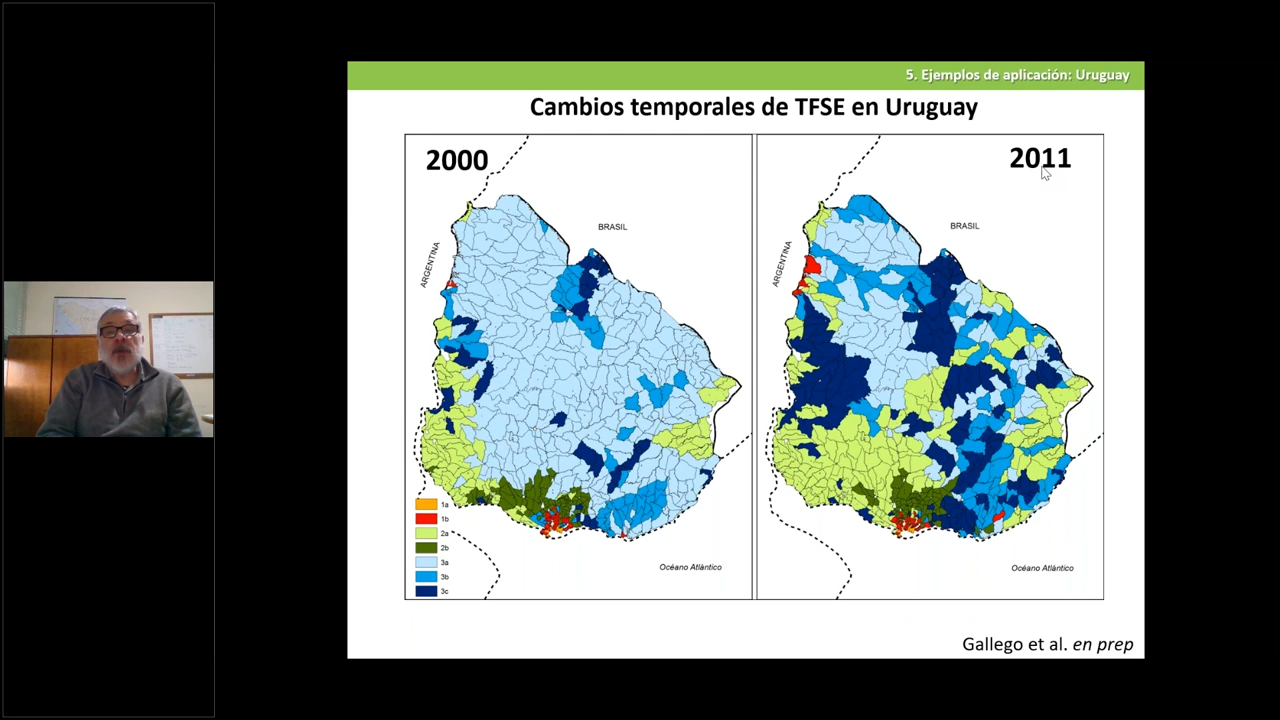 5. Ejemplos de aplicación: Uruguay
Cambios temporales de TFSE en Uruguay
2000
BRASIL
ARGENTINA
1a
1b
2a
2b
3a
3b
3c
Océano Atlántico
2011
BRASIL
ARGENTINA
Océano Atlántico
Gallego et al. en prep